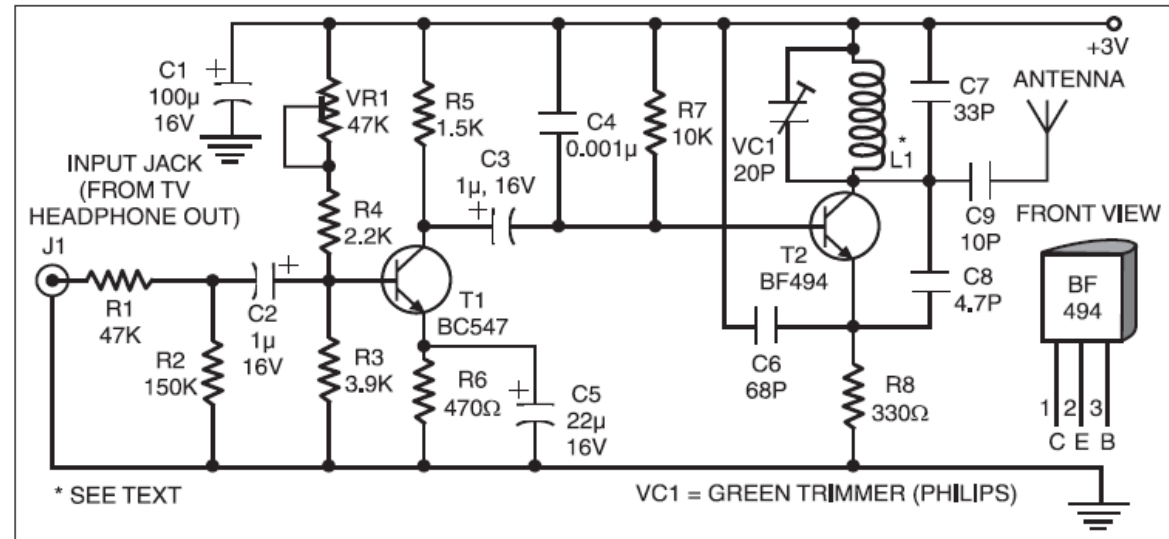 C1
100µ
16V
+
VR1
47K
R5
1.5K
C4
0.001µ
R7
10K
VC1
20P
*
L1
C7
33P
+3V
ANTENNA
INPUT JACK
(FROM TV
HEADPHONE OUT)
J1
R4
2.2K
C3
1µ, 16V
+
T2
BF494
C9
10P
FRONT VIEW
BF
494
1
2
3
C E B
R1
47K
+
C2
1µ
16V
T1
BC547
R2
150K
R3
3.9K
R6
470Ω
+
C5
22µ
16V
C6
68P
R8
330Ω
C8
4.7P
* SEE TEXT
VC1 = GREEN TRIMMER (PHILIPS)